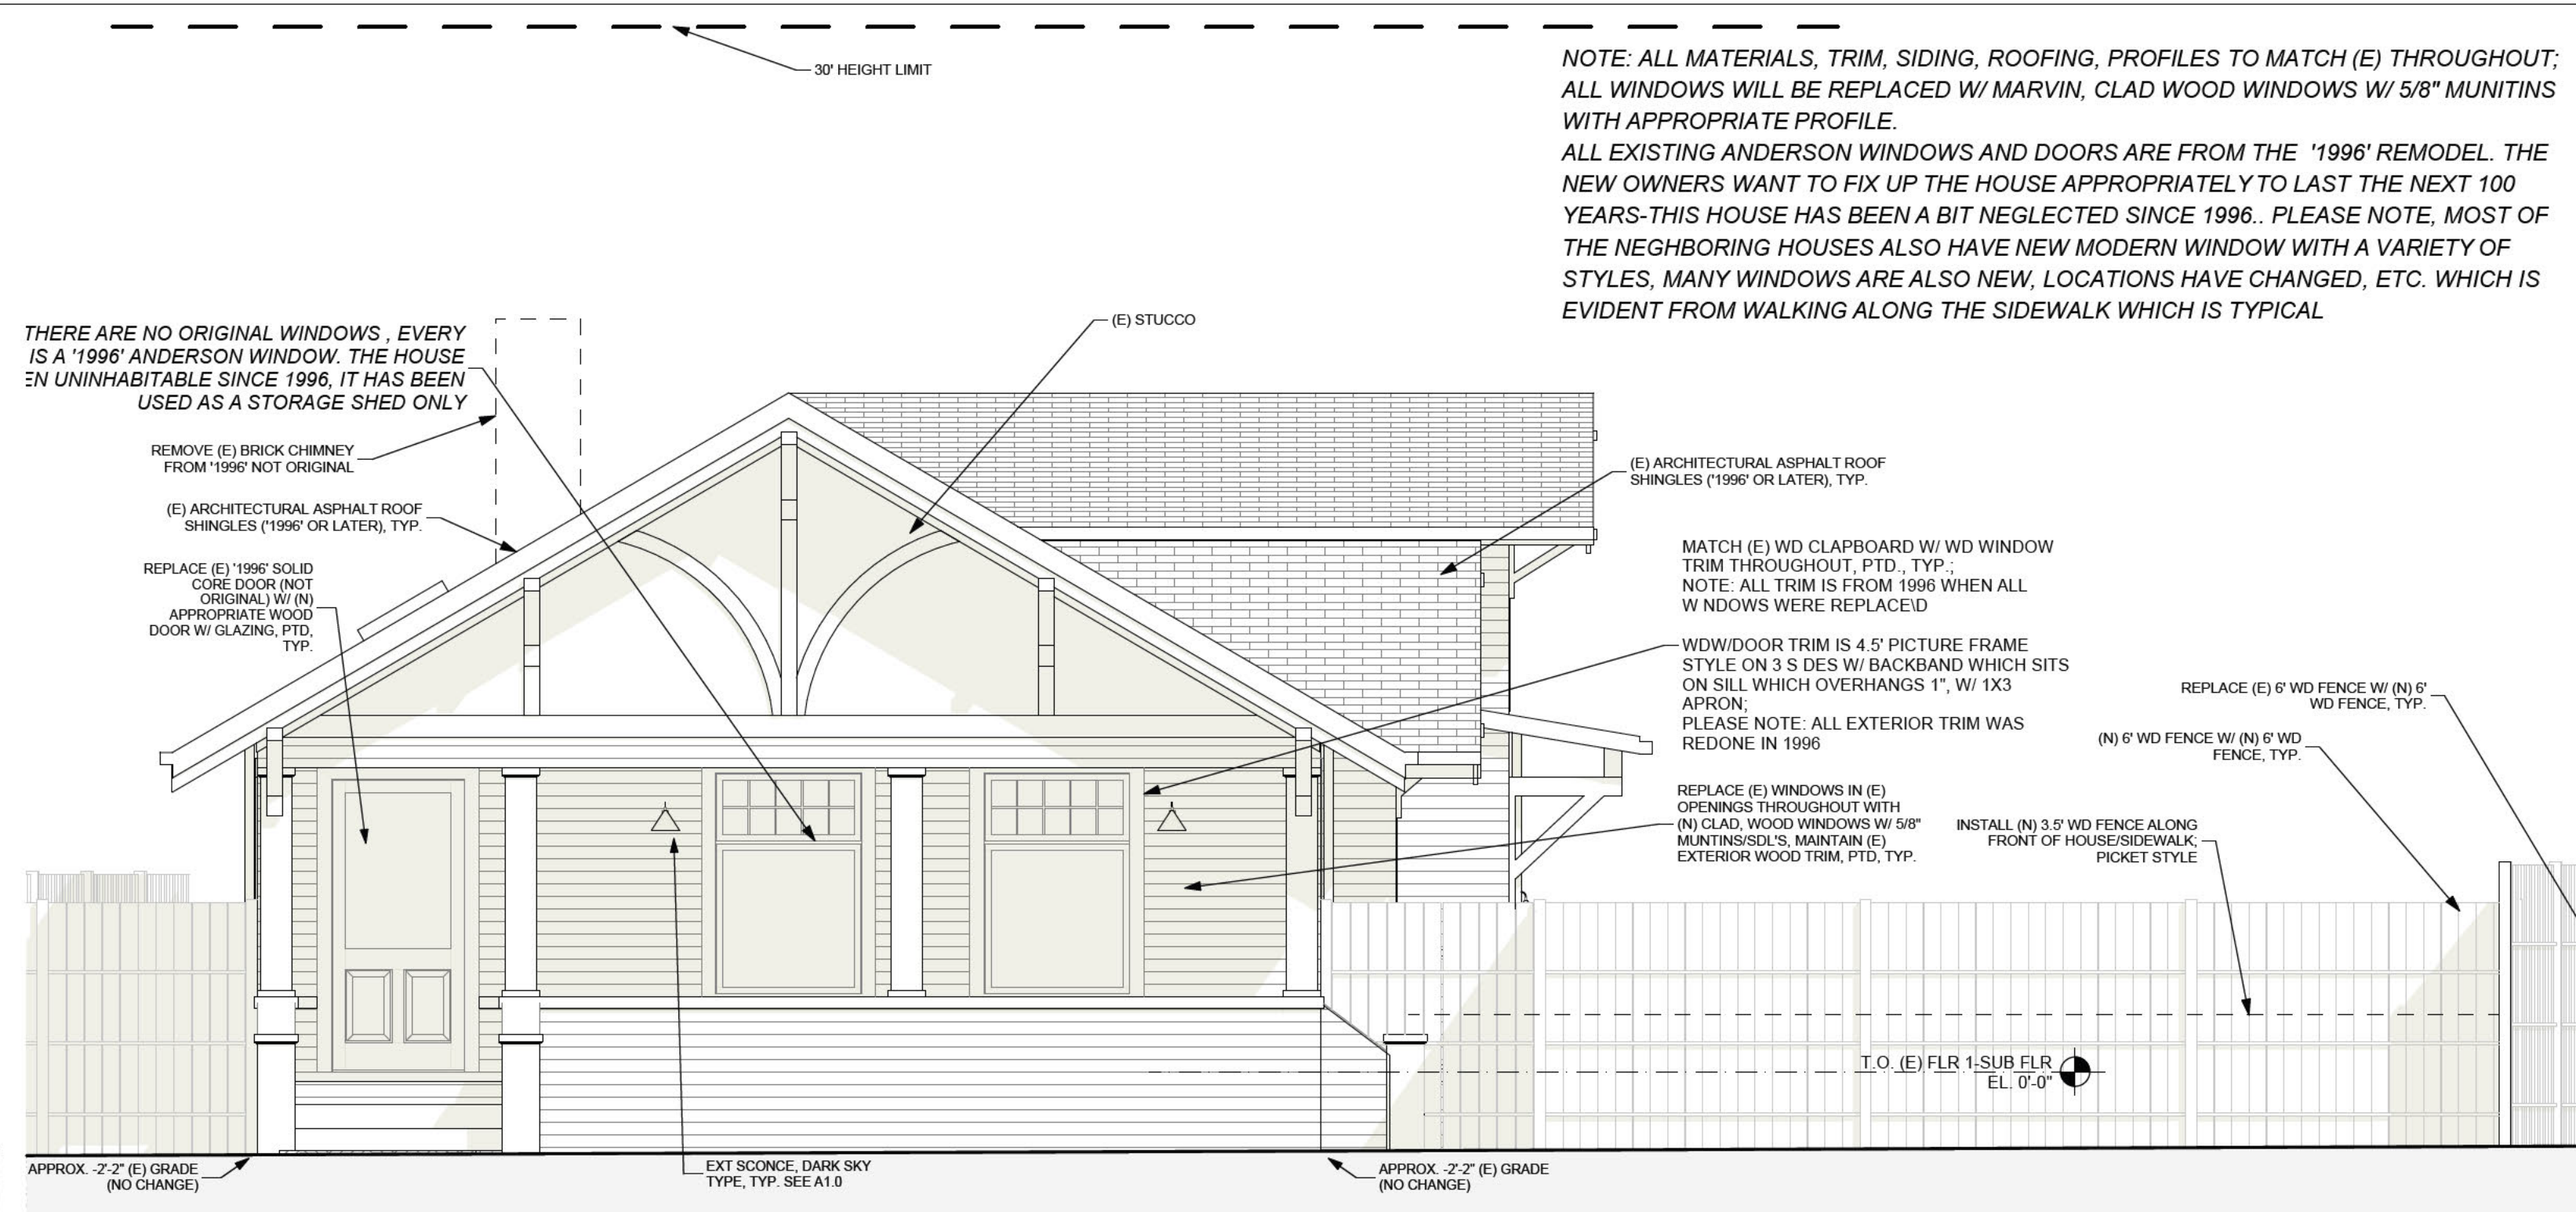 30' HEIGHT LIMIT
NOTE: ALL MATERIALS, TRIM, SIDING, ROOFING, PROFILES TO MATCH (E) THROUGHOUT;
ALL WINDOWS WILL BE REPLACED W/ MARVIN, CLAD WOOD WINDOWS W/ 5/8" MUNITINS
WITH APPROPRIATE PROFILE.
ALL EXISTING ANDERSON WINDOWS AND DOORS ARE FROM THE '1996' REMODEL. THE
NEW OWNERS WANT TO FIX UP THE HOUSE APPROPRIATELY TO LAST THE NEXT 100
YEARS-THIS HOUSE HAS BEEN A BIT NEGLECTED SINCE 1996.. PLEASE NOTE, MOST OF
THE NEGHBORING HOUSES ALSO HAVE NEW MODERN WINDOW WITH A VARIETY OF
STYLES, MANY WINDOWS ARE ALSO NEW, LOCATIONS HAVE CHANGED, ETC. WHICH IS
EVIDENT FROM WALKING ALONG THE SIDEWALK WHICH IS TYPICAL
THERE ARE NO ORIGINAL WINDOWS , EVERY
IS A '1996' ANDERSON WINDOW. THE HOUSE
EN UNINHABITABLE SINCE 1996, IT HAS BEEN
USED AS A STORAGE SHED ONLY
(E) STUCCO
REMOVE (E) BRICK CHIMNEY
FROM '1996' NOT ORIGINAL
(E) ARCHITECTURAL ASPHALT ROOF
SHINGLES ('1996' OR LATER), TYP.
REPLACE (E) '1996' SOLID
CORE DOOR (NOT
ORIGINAL) W/ (N)
APPROPRIATE WOOD
DOOR W/ GLAZING, PTD,
TYP.
(E) ARCHITECTURAL ASPHALT ROOF
SHINGLES ('1996' OR LATER), TYP.
MATCH (E) WD CLAPBOARD W/ WD WINDOW
TRIM THROUGHOUT, PTD., TYP.;
NOTE: ALL TRIM IS FROM 1996 WHEN ALL
W NDOWS WERE REPLACE\D
WDW/DOOR TRIM IS 4.5' PICTURE FRAME
STYLE ON 3 S DES W/ BACKBAND WHICH SITS
ON SILL WHICH OVERHANGS 1", W/ 1X3
APRON;
PLEASE NOTE: ALL EXTERIOR TRIM WAS
REDONE IN 1996
REPLACE (E) WINDOWS IN (E)
OPENINGS THROUGHOUT WITH
(N) CLAD, WOOD WINDOWS W/ 5/8"
MUNTINS/SDL'S, MAINTAIN (E)
EXTERIOR WOOD TRIM, PTD, TYP.
REPLACE (E) 6' WD FENCE W/ (N) 6'
WD FENCE, TYP.
(N) 6' WD FENCE W/ (N) 6' WD
FENCE, TYP.
INSTALL (N) 3.5' WD FENCE ALONG
FRONT OF HOUSE/SIDEWALK;
PICKET STYLE
T.O. (E) FLR 1-SUB FLR
EL. 0'-0"
APPROX. -2'-2" (E) GRADE
(NO CHANGE)
EXT SCONCE, DARK SKY
TYPE, TYP. SEE A1.0
APPROX. -2'-2" (E) GRADE
(NO CHANGE)